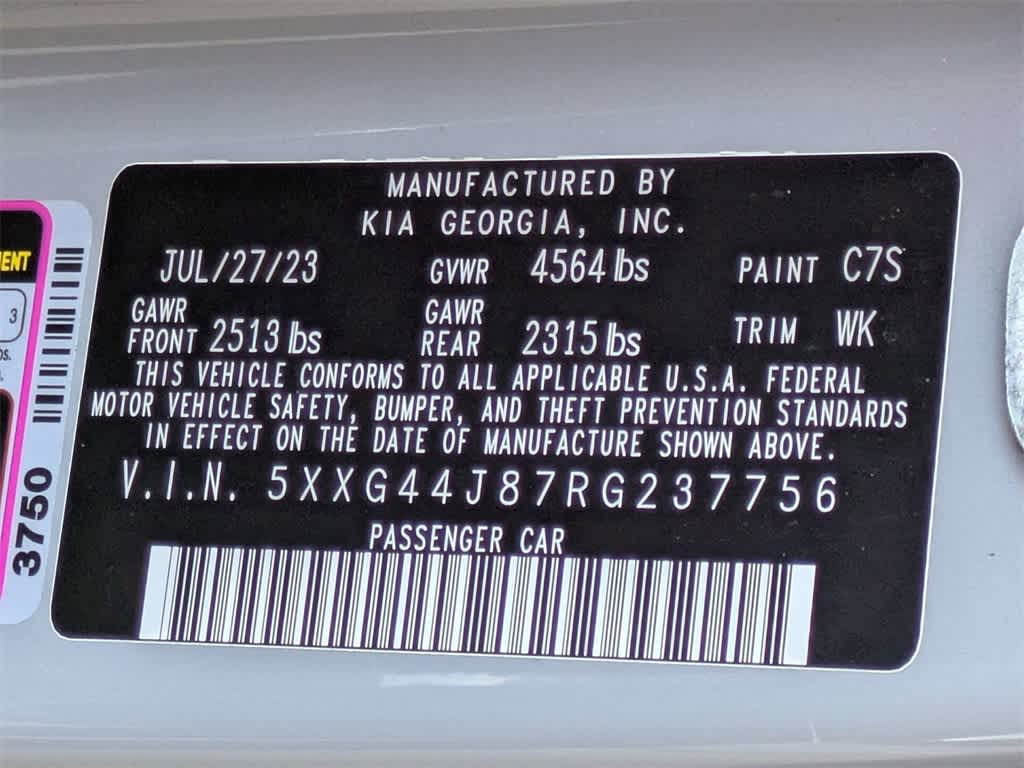 MANUFACTURED BY
KIA GEORGIA, INC.
JUL/27/23 GVWR 4564 lbs PAINT C7S
GAWR FRONT 2513 lbs GAWR REAR 2315 lbs TRIM WK
THIS VEHICLE CONFORMS TO ALL APPLICABLE U.S.A. FEDERAL
MOTOR VEHICLE SAFETY, BUMPER, AND THEFT PREVENTION STANDARDS
IN EFFECT ON THE DATE OF MANUFACTURE SHOWN ABOVE.
V.I.N. 5XXG44J87RG237756
PASSENGER CAR
3
3750